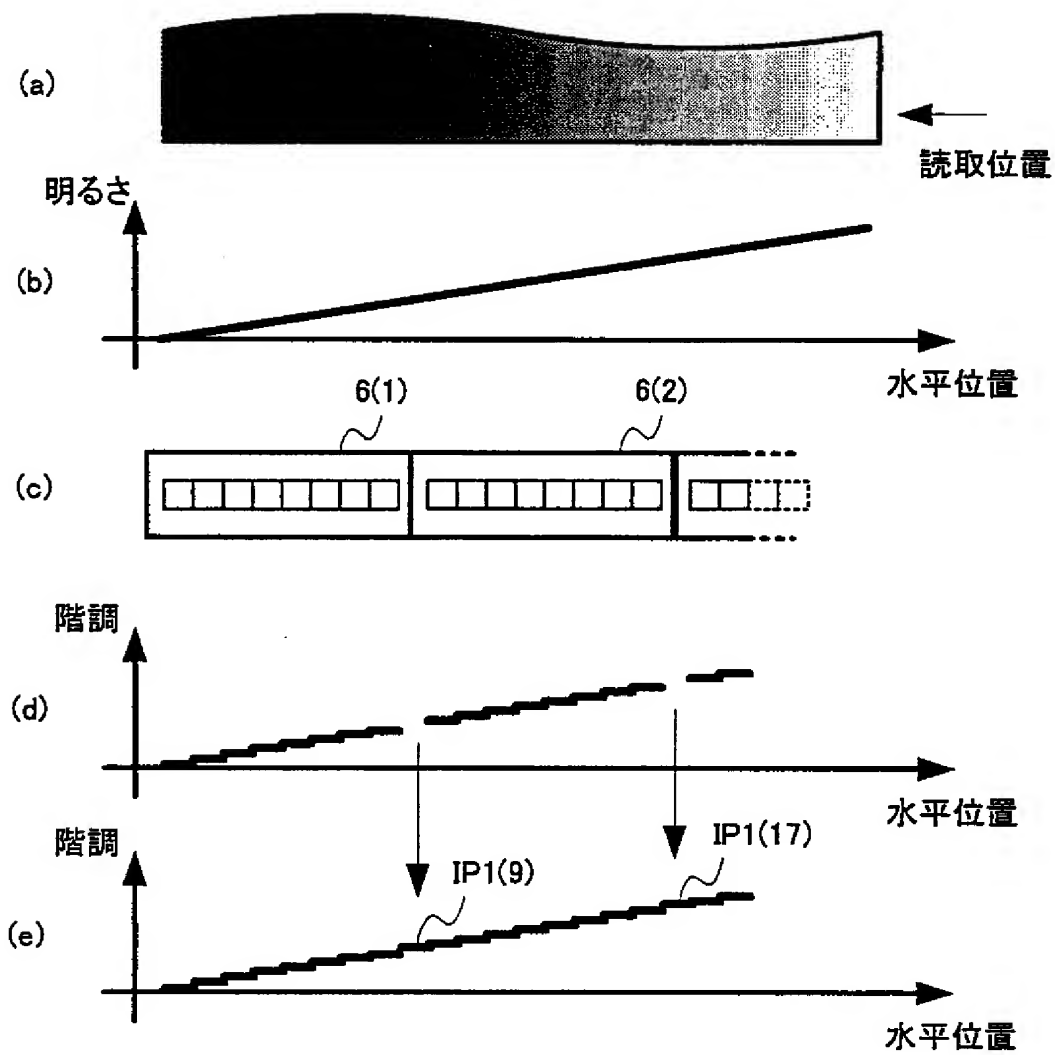 (a)
読取位置
明るさ
(b)
水平位置
6(1)
6(2)
(c)
階調
(d)
水平位置
階調
IP1(9)
IP1(17)
(e)
水平位置